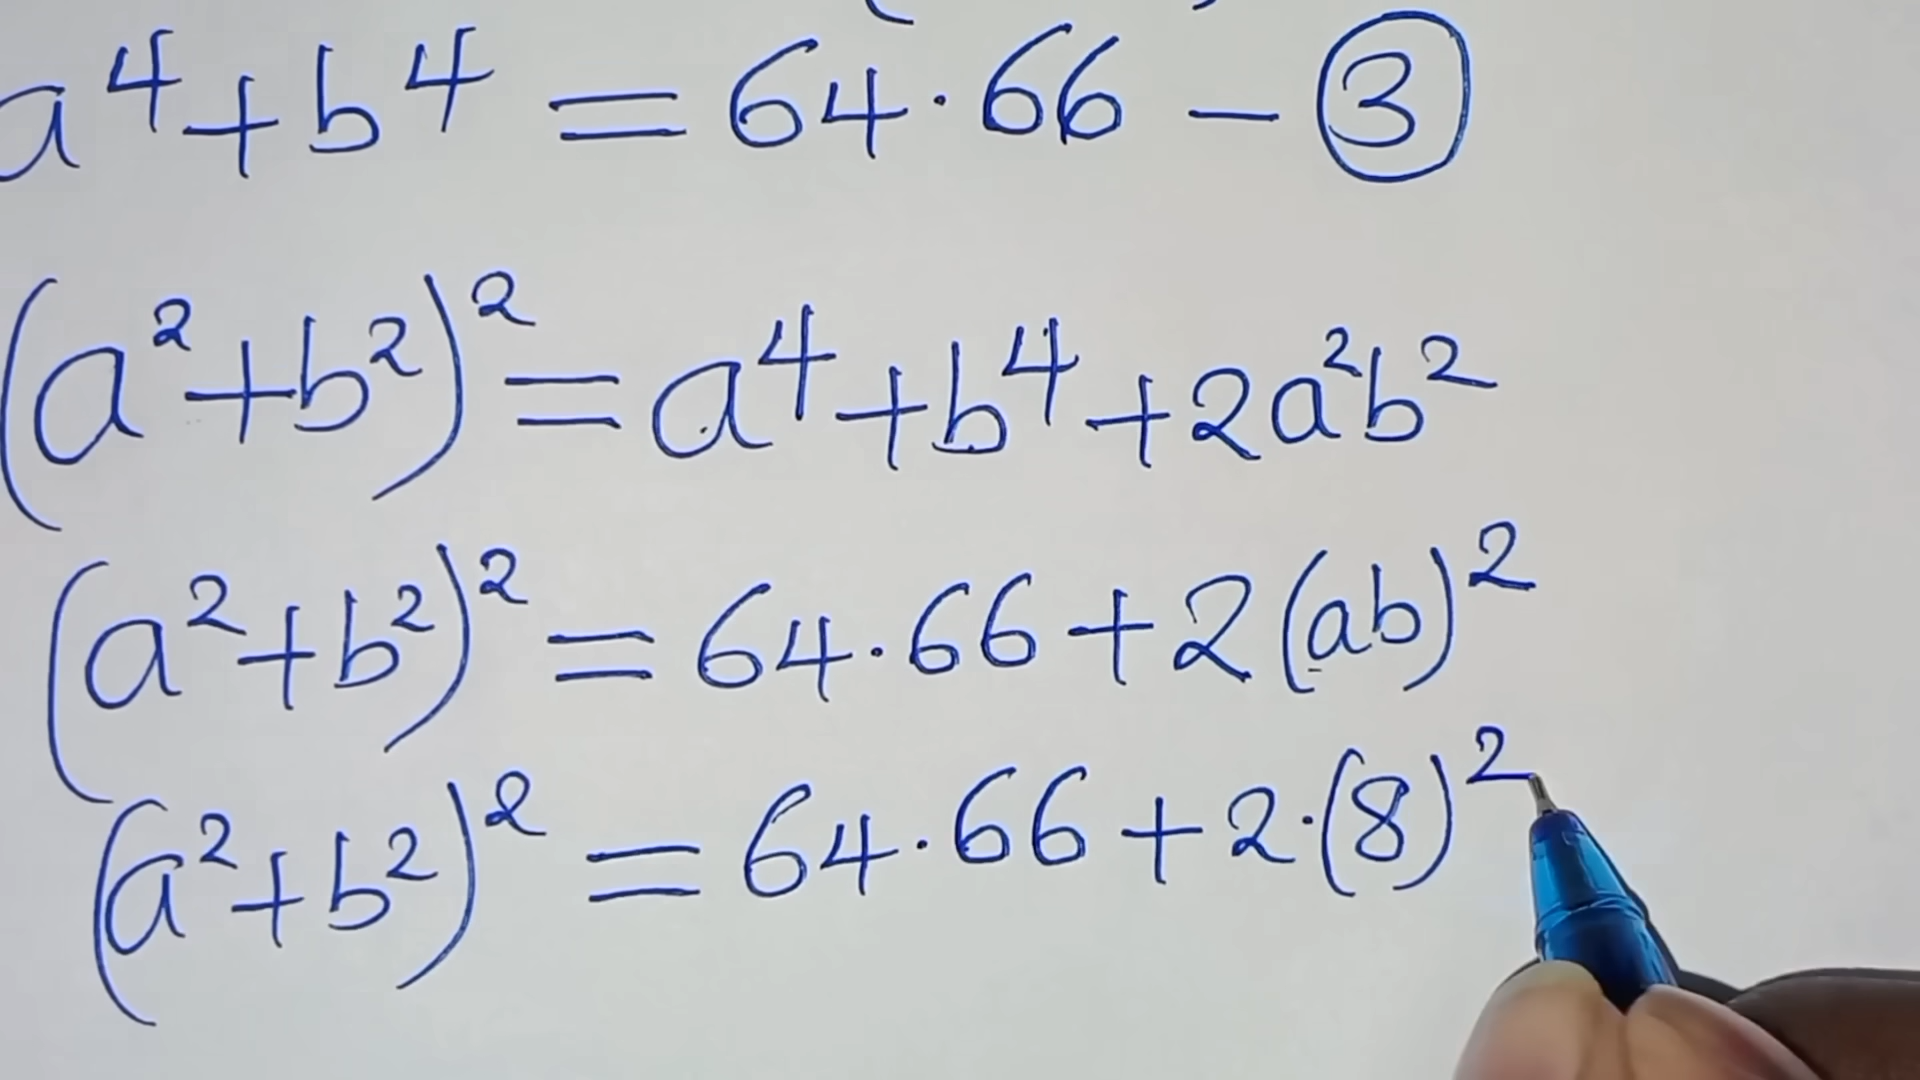 a⁴+b⁴ = 64·66 — ③
(a²+b²)² = a⁴+b⁴+2a²b²
(a²+b²)² = 64·66+2(ab)²
(a²+b²)² = 64·66+2·(8)²